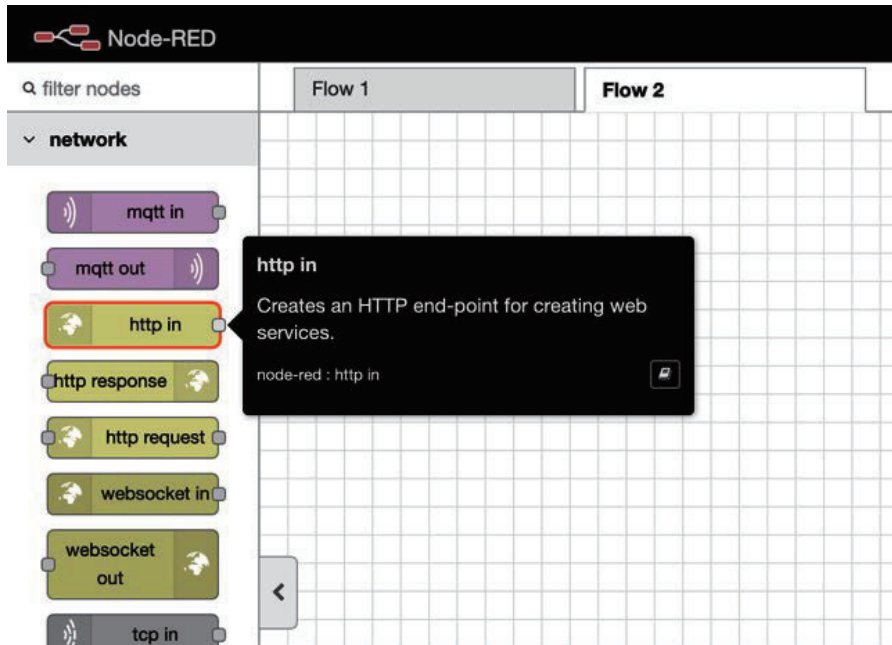 Node-RED
filter nodes
Flow 1
Flow 2
network
mqtt in
mqtt out
http in
http response
http request
websocket in
websocket
out
tcp in
http in
Creates an HTTP end-point for creating web
services.
node-red : http in